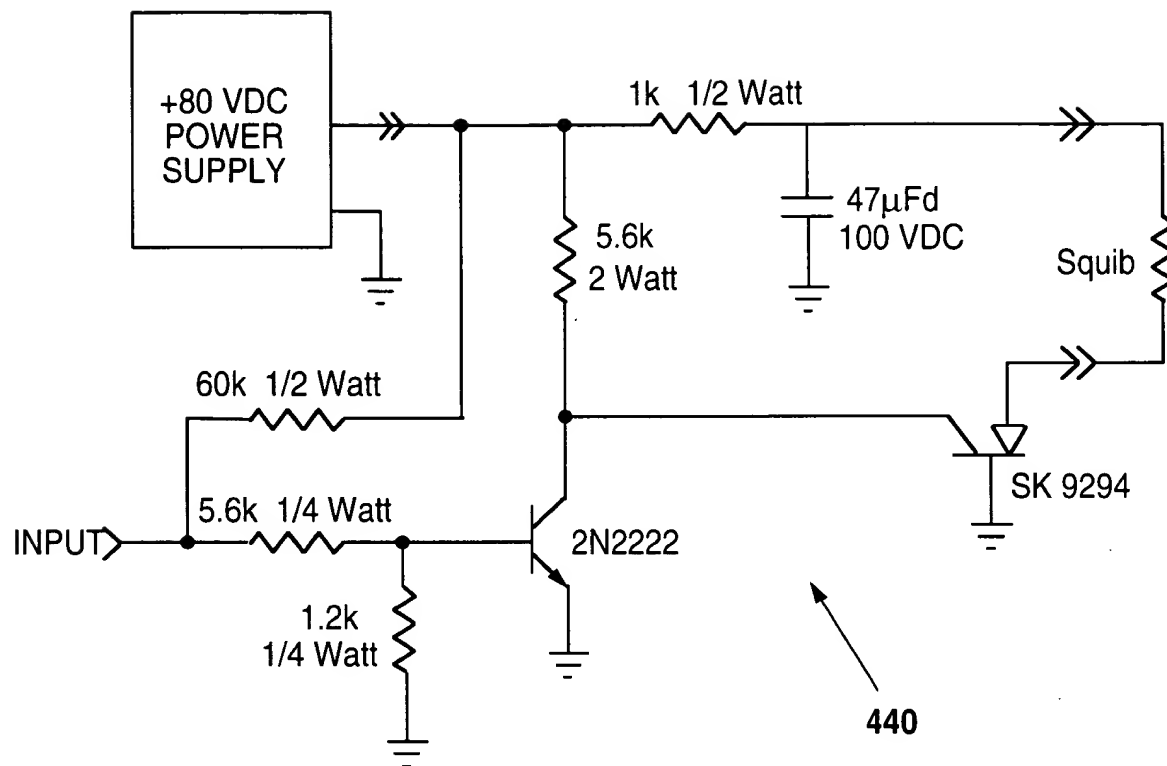 +80 VDC
POWER
SUPPLY
1k 1/2 Watt
47µFd
100 VDC
5.6k
2 Watt
Squib
60k 1/2 Watt
SK 9294
5.6k 1/4 Watt
INPUT
2N2222
1.2k
1/4 Watt
440